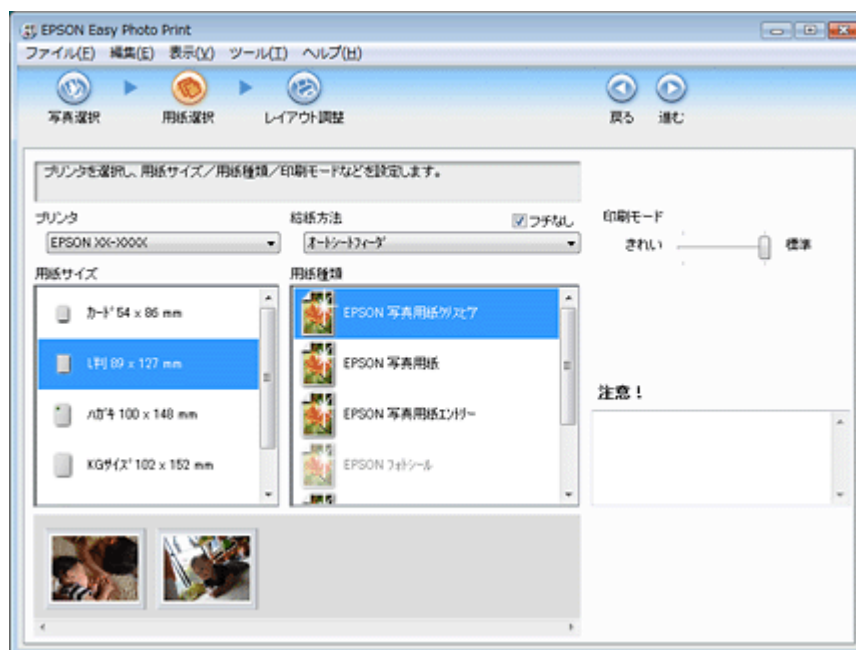 EPSON Easy Photo Print
ファイル(F) 編集(E) 表示(V) ツール(T) ヘルプ(H)
写真選択 用紙選択 レイアウト調整 戻る 進む
プリンタを選択し、用紙サイズ/用紙種類/印刷モードなどを設定します。
プリンタ 給紙方法 フチなし 印刷モード
EPSON XX-XXXX オートシートフィーダ きれい 標準
用紙サイズ 用紙種類
カード 54 x 86 mm
L判 89 x 127 mm
ハガキ 100 x 148 mm
KGサイズ 102 x 152 mm
EPSON 写真用紙クリスピア
EPSON 写真用紙
EPSON 写真用紙エントリー
EPSON フォトシール
注意!